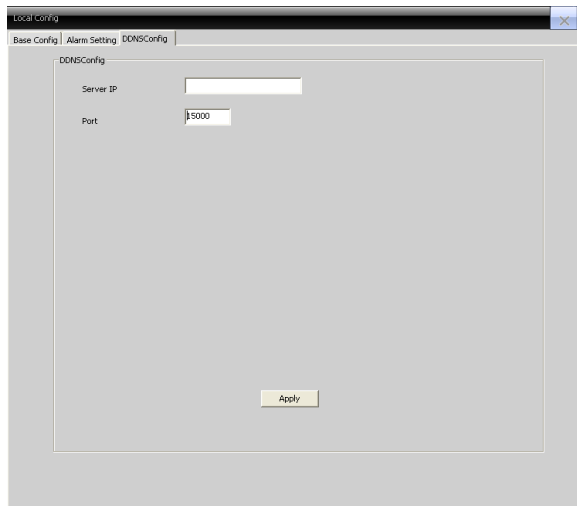 Local Config
Base Config Alarm Setting DDNSConfig
DDNSConfig
Server IP
Port 15000
Apply